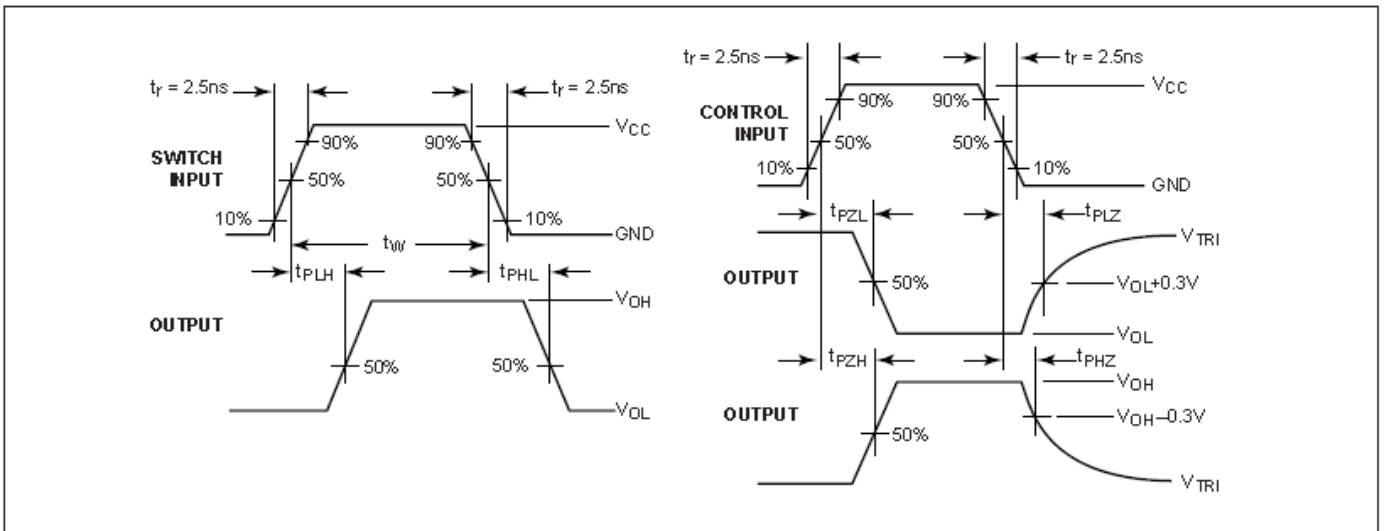 tr = 2.5ns
tr = 2.5ns
VCC
90%
90%
SWITCH
INPUT
50%
50%
10%
10%
GND
tW
tPLH
tPHL
VOH
OUTPUT
50%
50%
VOL
tr = 2.5ns
tr = 2.5ns
VCC
90%
90%
CONTROL
INPUT
50%
50%
10%
10%
GND
tPZL
tPLZ
VTRI
OUTPUT
50%
VOL+0.3V
VOL
tPZH
tPHZ
VOH
OUTPUT
VOH–0.3V
50%
VTRI